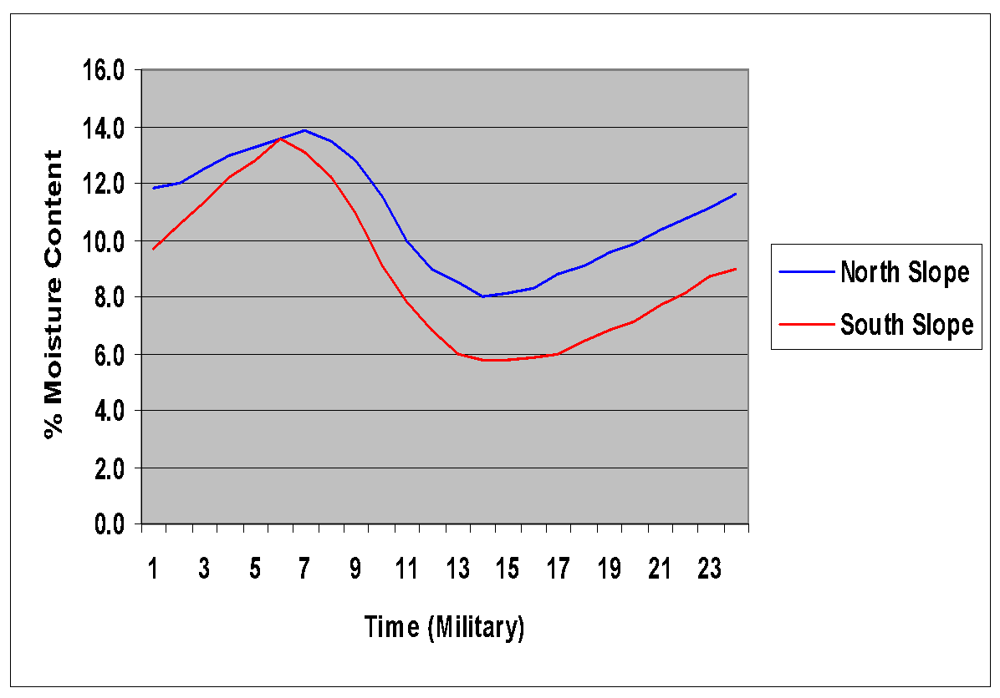 16.0
14.0
12.0
10.0
8.0
6.0
4.0
2.0
0.0
% Moisture Content
1 3 5 7 9 11 13 15 17 19 21 23
Time (Military)
North Slope
South Slope